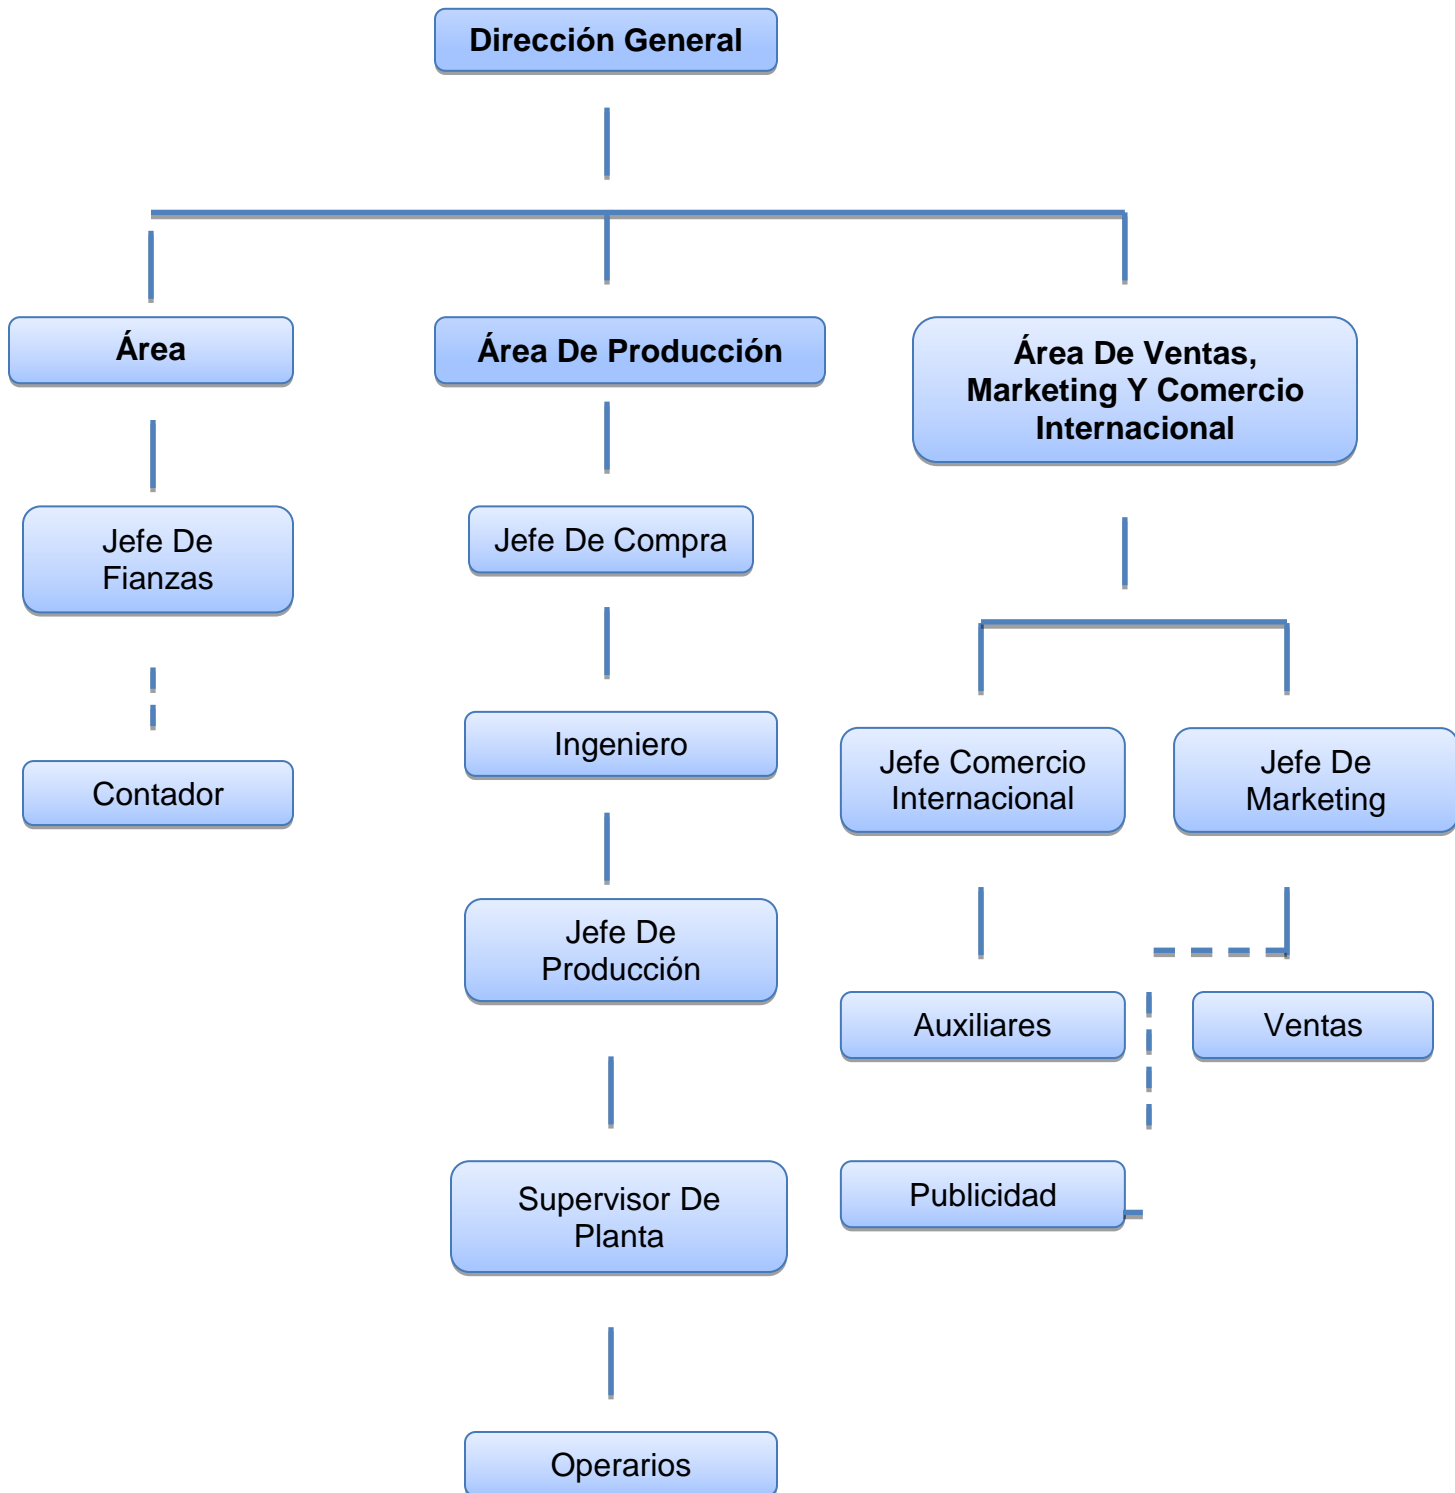 Dirección General
Área
Área De Producción
Área De Ventas,
Marketing Y Comercio
Internacional
Jefe De
Fianzas
Jefe De Compra
Contador
Ingeniero
Jefe Comercio
Internacional
Jefe De
Marketing
Jefe De
Producción
Auxiliares
Ventas
Supervisor De
Planta
Publicidad
Operarios